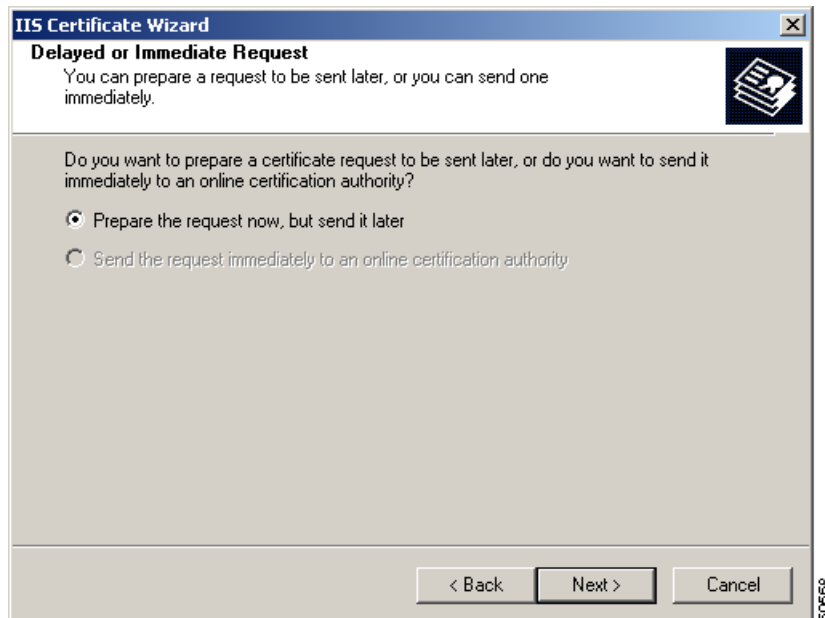 IIS Certificate Wizard
Delayed or Immediate Request
You can prepare a request to be sent later, or you can send one
immediately.
Do you want to prepare a certificate request to be sent later, or do you want to send it
immediately to an online certification authority?
Prepare the request now, but send it later
Send the request immediately to an online certification authority
< Back
Next >
Cancel